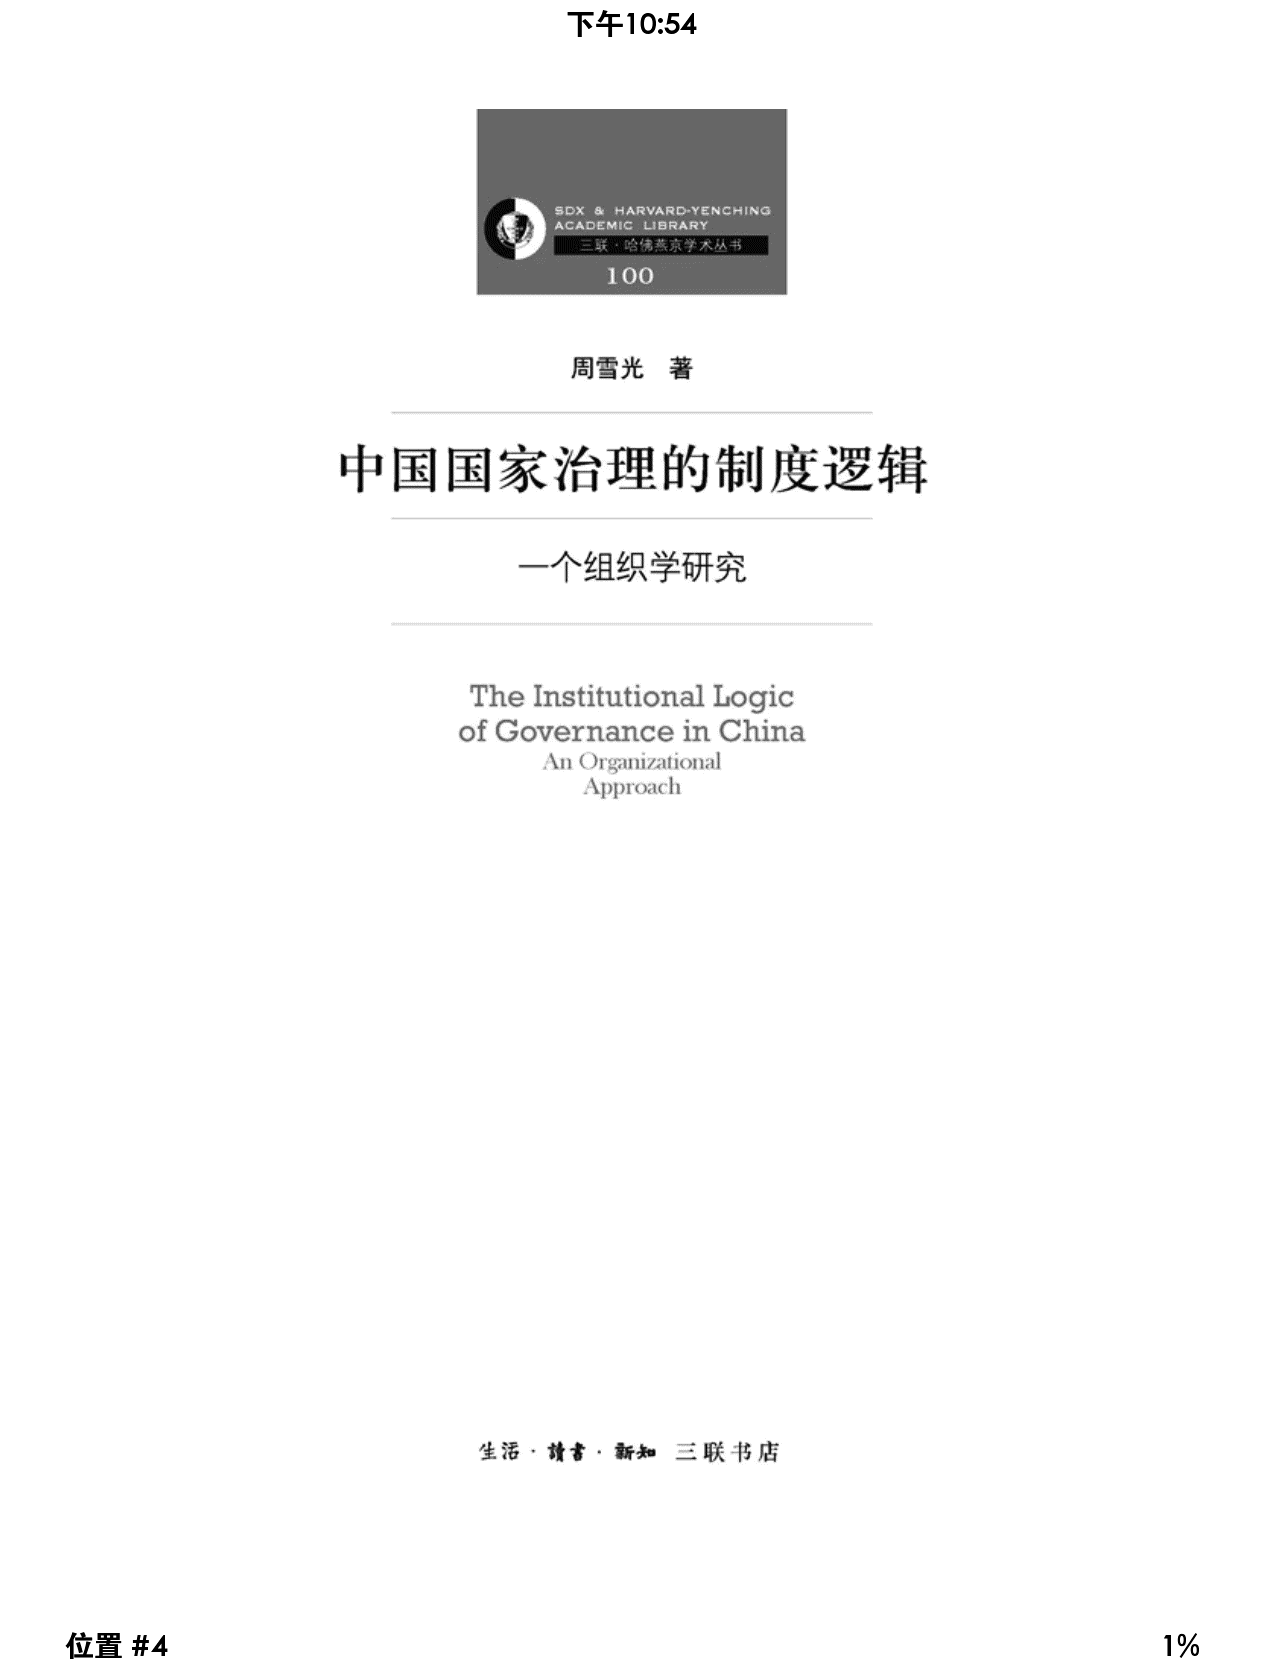 下午10:54
SDX & HARVARD-YENCHING
ACADEMIC LIBRARY
三联·哈佛燕京学术丛书
100
周雪光 著
中国国家治理的制度逻辑
一个组织学研究
The Institutional Logic
of Governance in China
An Organizational
Approach
生活·讀書·新知 三联书店
位置 #4
1%